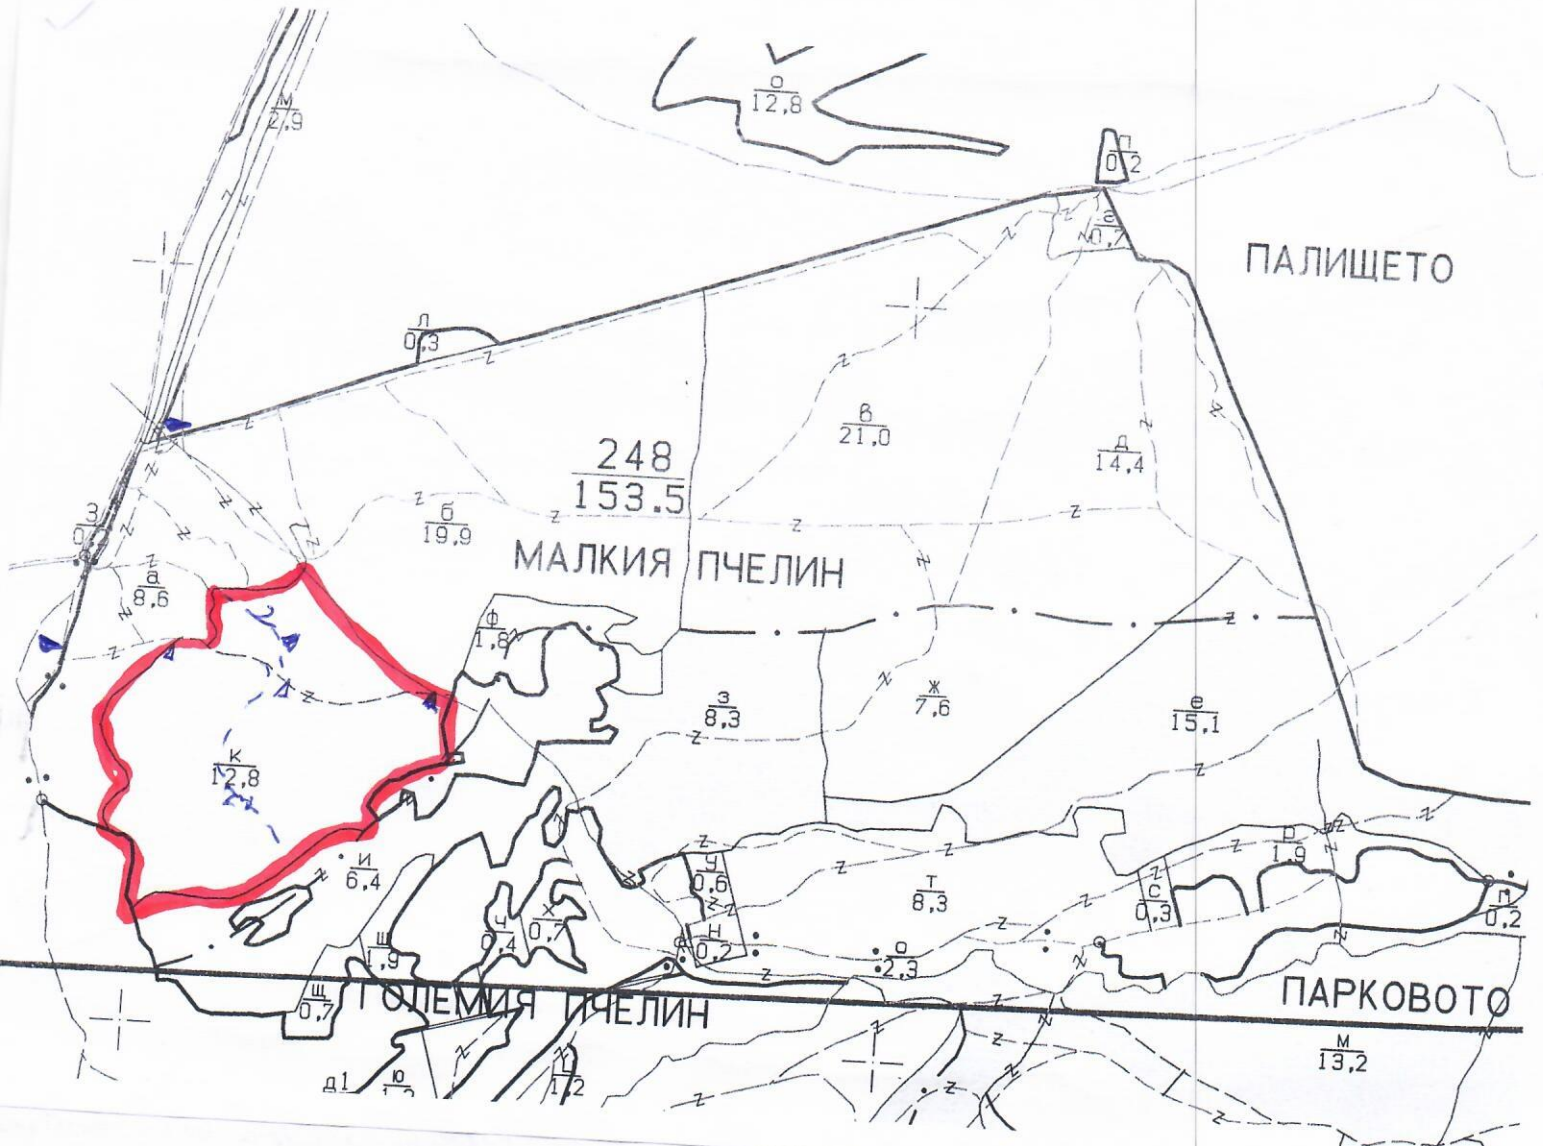 о
12,8
м
2,9
п
0,2
г
0,7
ПАЛИЩЕТО
л
0,3
в
21,0
248
153.5
д
14,4
З
б
19,9
МАЛКИЯ ПЧЕЛИН
а
8,6
ф
1,8
з
8,3
ж
7,6
е
15,1
к
12,8
и
6,4
у
0,6
т
8,3
р
1,9
с
0,3
п
0,2
х
0,7
ч
0,4
ш
1,9
н
0,2
о
2,3
щ
0,7
ГОЛЕМИЯ ПЧЕЛИН
ПАРКОВОТО
м
13,2
д1
ю
1,2